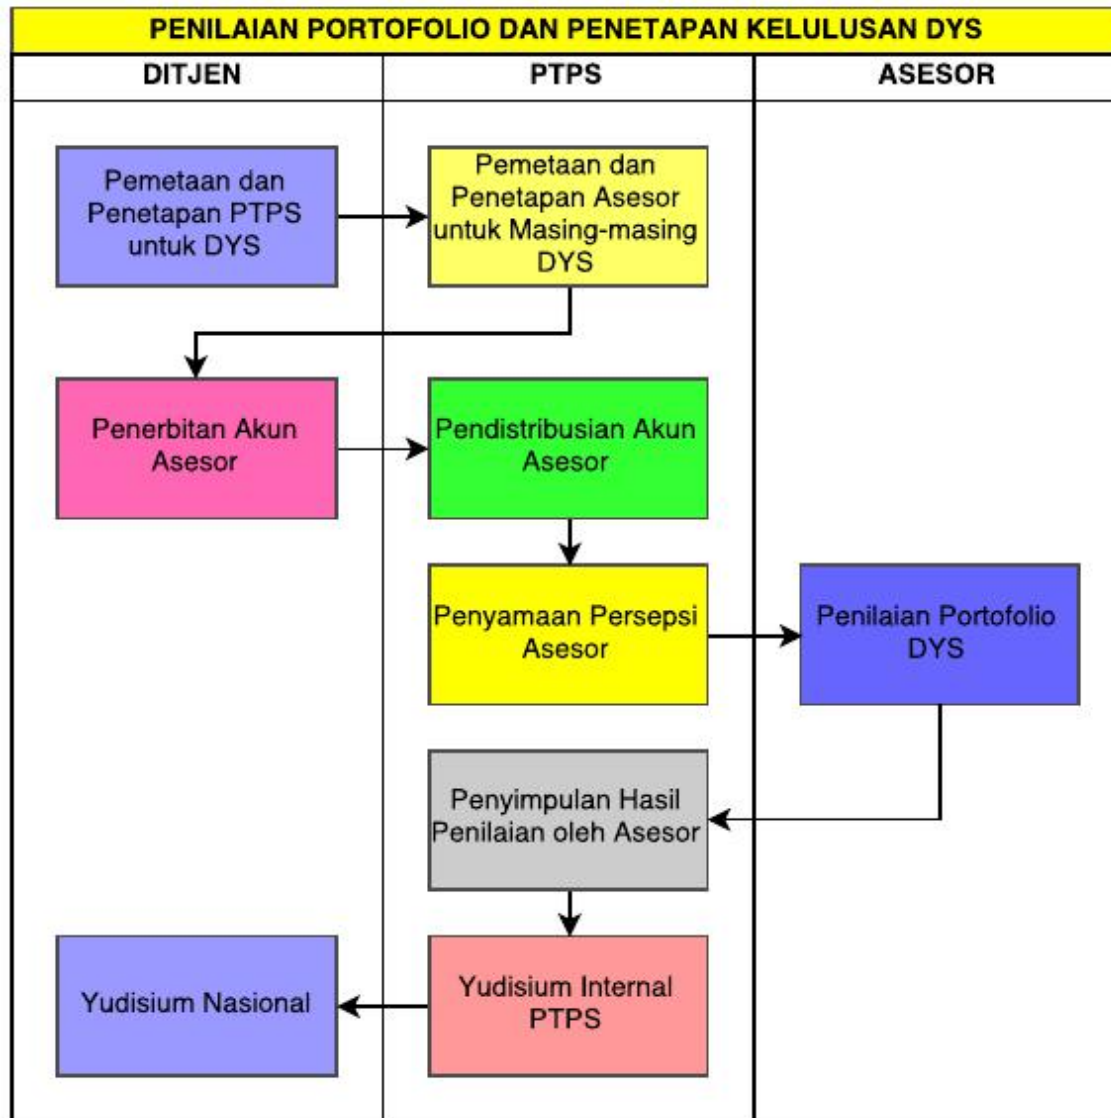 PENILAIAN PORTOFOLIO DAN PENETAPAN KELULUSAN DYS
DITJEN
PTPS
ASESOR
Pemetaan dan
Penetapan PTPS
untuk DYS
Pemetaan dan
Penetapan Asesor
untuk Masing-masing
DYS
Penerbitan Akun
Asesor
Pendistribusian Akun
Asesor
Penyamaan Persepsi
Asesor
Penilaian Portofolio
DYS
Penyimpulan Hasil
Penilaian oleh Asesor
Yudisium Internal
PTPS
Yudisium Nasional